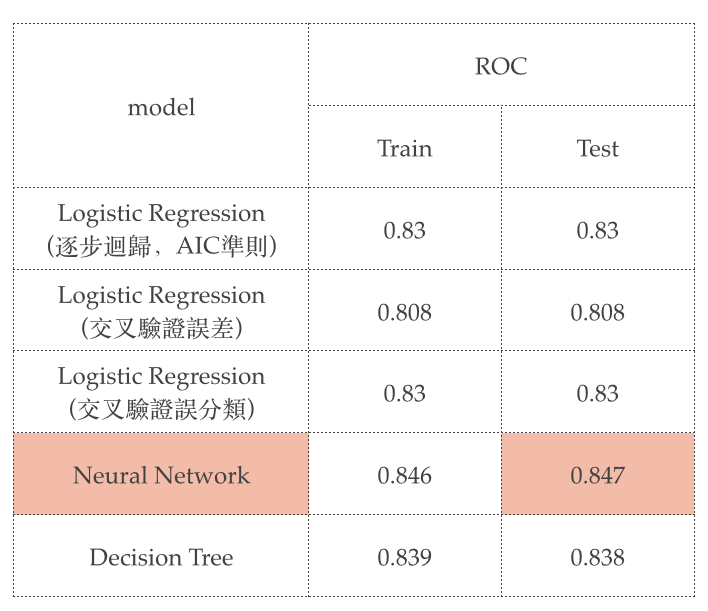 model
ROC
Train
Test
Logistic Regression
(逐步迴歸，AIC準則)
0.83
0.83
Logistic Regression
(交叉驗證誤差)
0.808
0.808
Logistic Regression
(交叉驗證誤分類)
0.83
0.83
Neural Network
0.846
0.847
Decision Tree
0.839
0.838